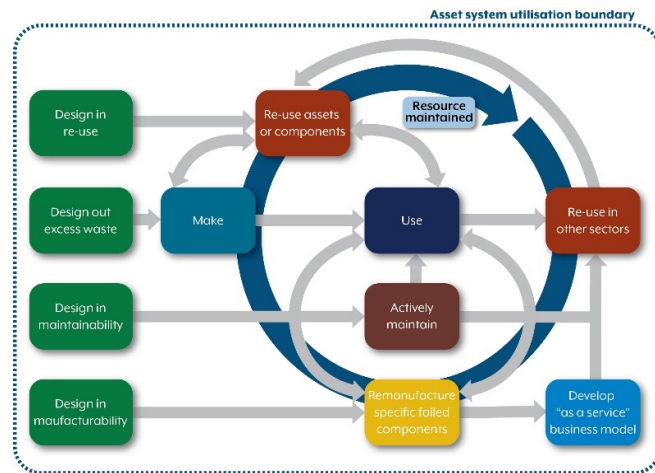 Asset system utilisation boundary
Design in
re-use
Re-use assets
or components
Resource
maintained
Design out
excess waste
Make
Use
Re-use in
other sectors
Design in
maintainability
Actively
maintain
Design in
maufacturability
Remanufacture
specific failed
components
Develop
"as a service"
business model